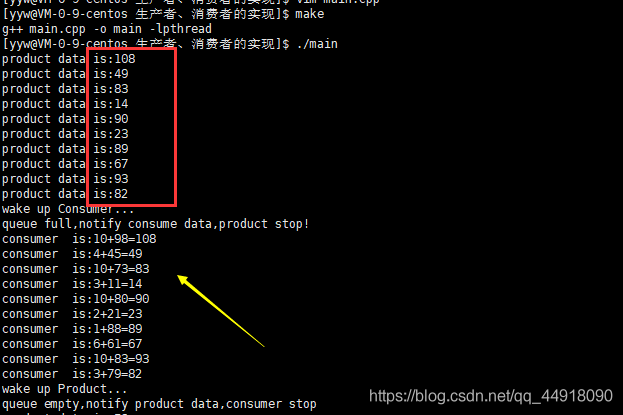 [yyw@VM-0-9-centos 生产者、消费者的实现]$ vim main.cpp
[yyw@VM-0-9-centos 生产者、消费者的实现]$ make
g++ main.cpp -o main -lpthread
[yyw@VM-0-9-centos 生产者、消费者的实现]$ ./main
product data is:108
product data is:49
product data is:83
product data is:14
product data is:90
product data is:23
product data is:89
product data is:67
product data is:93
product data is:82
wake up Consumer...
queue full,notify consume data,product stop!
consumer  is:10+98=108
consumer  is:4+45=49
consumer  is:10+73=83
consumer  is:3+11=14
consumer  is:10+80=90
consumer  is:2+21=23
consumer  is:1+88=89
consumer  is:6+61=67
consumer  is:10+83=93
consumer  is:3+79=82
wake up Product...
queue empty,notify product data,consumer stop
https://blog.csdn.net/qq_44918090